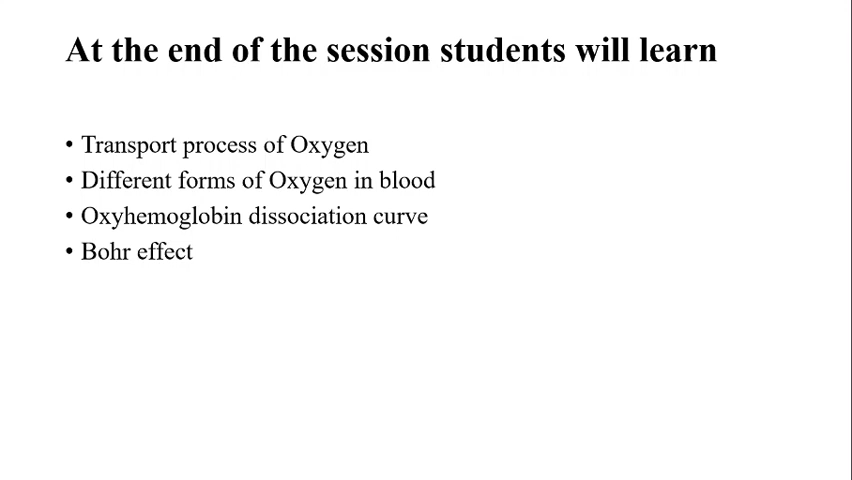 At the end of the session students will learn
• Transport process of Oxygen
• Different forms of Oxygen in blood
• Oxyhemoglobin dissociation curve
• Bohr effect